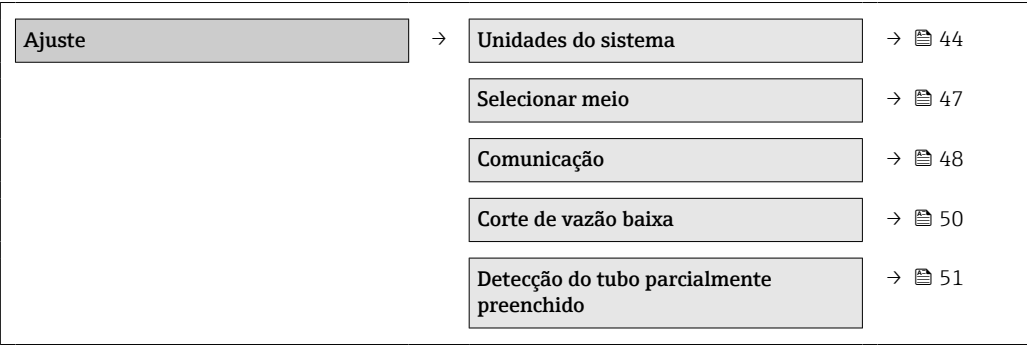 Ajuste → Unidades do sistema → 44
Selecionar meio → 47
Comunicação → 48
Corte de vazão baixa → 50
Detecção do tubo parcialmente → 51
preenchido